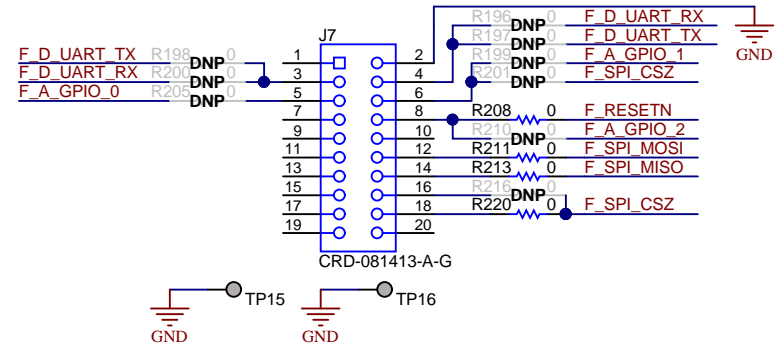 R196 0 F_D_UART_RX
DNP
J7 R197 0 F_D_UART_TX
DNP
GND
F_D_UART_TX R198 0 1 2 R199 0 F_A_GPIO_1
DNP DNP
F_D_UART_RX R200 0 3 4 R201 0 F_SPI_CSZ
DNP DNP
F_A_GPIO_0 R205 0 5 6
DNP
7 8 R208 0 F_RESETN
9 10 R210 0 F_A_GPIO_2
DNP
11 12 R211 0 F_SPI_MOSI
13 14 R213 0 F_SPI_MISO
15 16 R216 0
DNP
17 18 R220 0 F_SPI_CSZ
19 20
CRD-081413-A-G
TP15 TP16
GND GND